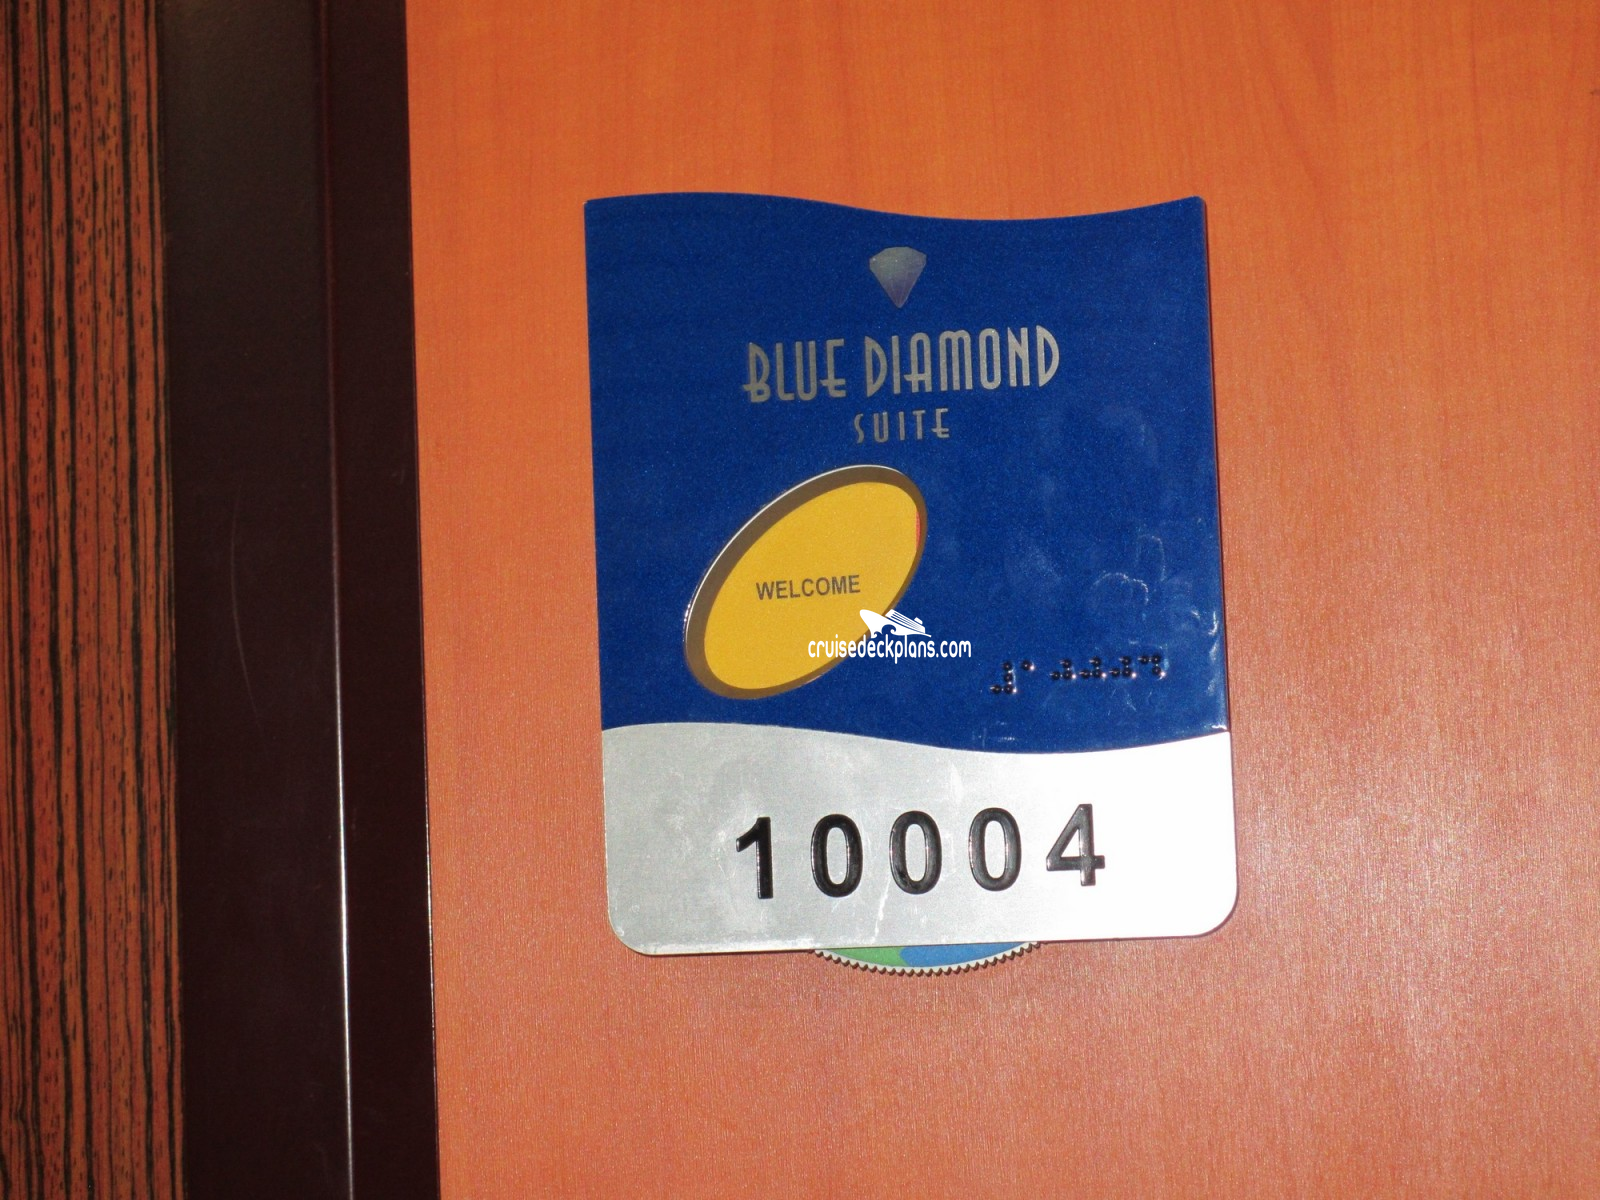 BLUE DIAMOND
SUITE
WELCOME
cruisedeckplans.com
10004